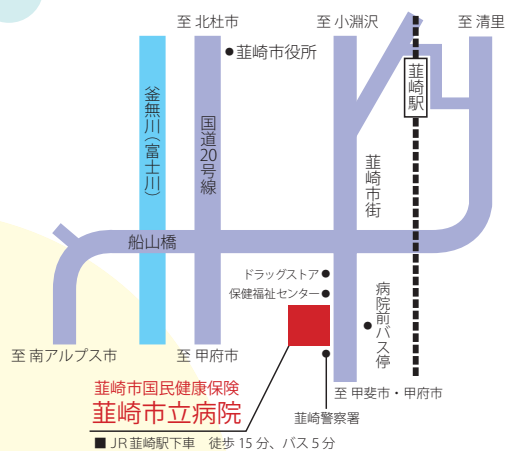 至 北杜市
至 小淵沢
至 清里
韮崎市役所
韮崎駅
釜無川（富士川）
国道20号線
韮崎市街
船山橋
ドラッグストア
保健福祉センター
病院前バス停
至 南アルプス市
至 甲府市
至 甲斐市・甲府市
韮崎市国民健康保険
韮崎市立病院
韮崎警察署
■ JR韮崎駅下車　徒歩 15 分、バス 5 分